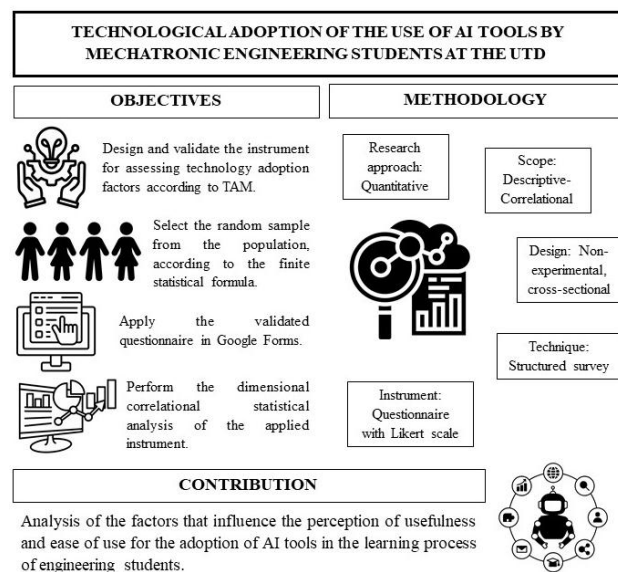 TECHNOLOGICAL ADOPTION OF THE USE OF AI TOOLS BY
MECHATRONIC ENGINEERING STUDENTS AT THE UTD
OBJECTIVES
Design and validate the instrument
for assessing technology adoption
factors according to TAM.
Select the random sample
from the population,
according to the finite
statistical formula.
Apply the validated
questionnaire in Google Forms.
Perform the dimensional
correlational statistical
analysis of the applied
instrument.
METHODOLOGY
Research
approach:
Quantitative
Scope:
Descriptive-
Correlational
Design: Non-
experimental,
cross-sectional
Technique:
Structured survey
Instrument:
Questionnaire
with Likert scale
CONTRIBUTION
Analysis of the factors that influence the perception of usefulness
and ease of use for the adoption of AI tools in the learning process
of engineering students.